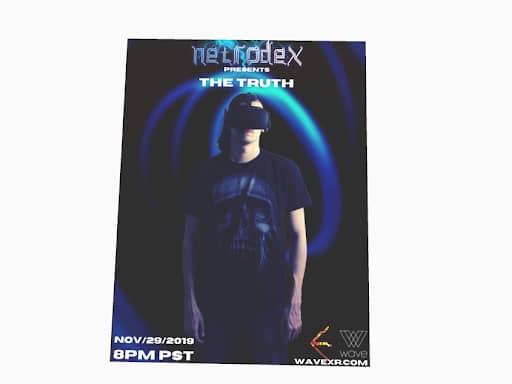 netrodex
PRESENTS
THE TRUTH
NOV/29/2019
8PM PST
wave
WAVEXR.COM